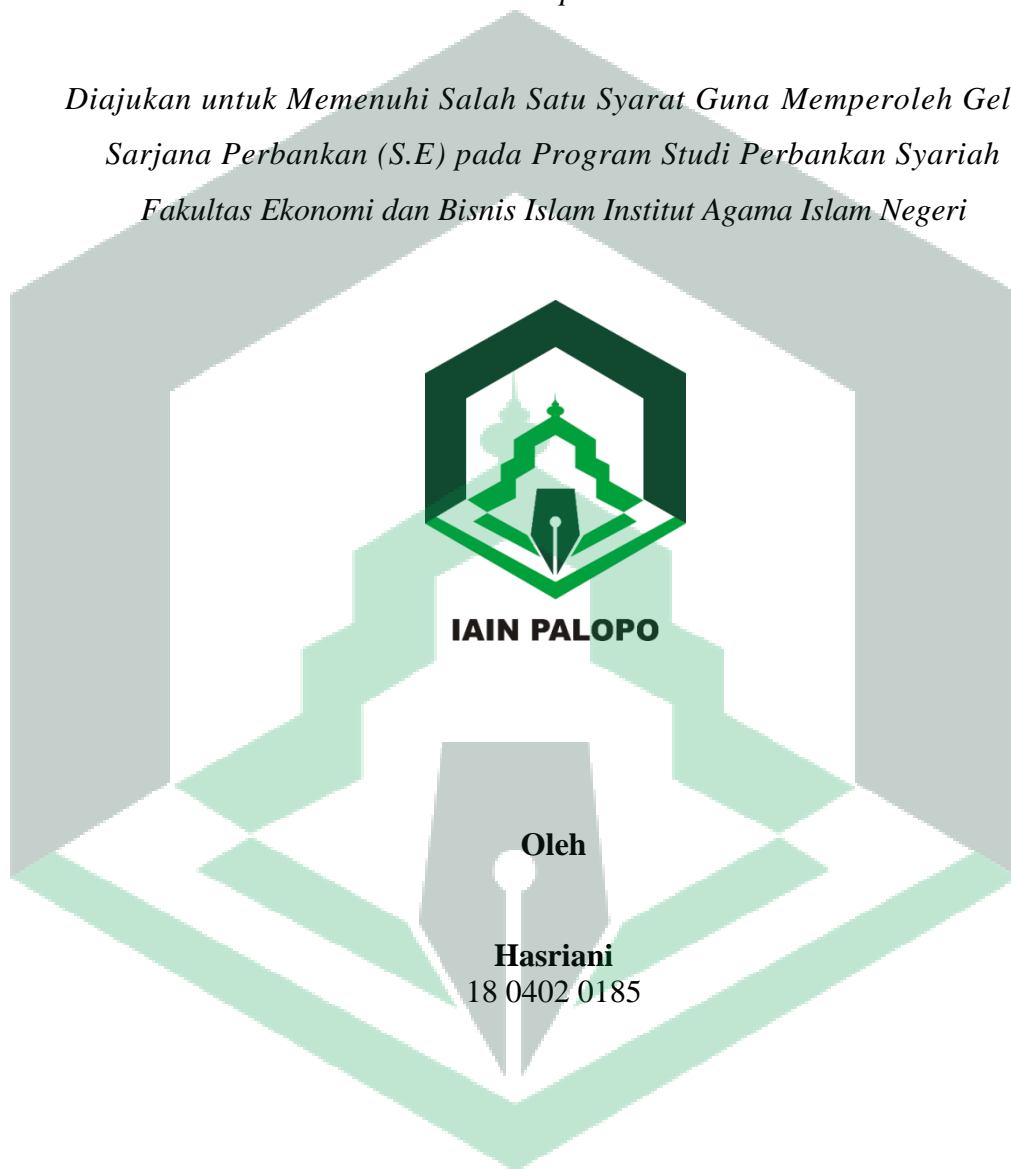 Diajukan untuk Memenuhi Salah Satu Syarat Guna Memperoleh Gel
Sarjana Perbankan (S.E) pada Program Studi Perbankan Syariah
Fakultas Ekonomi dan Bisnis Islam Institut Agama Islam Negeri
IAIN PALOPO
Oleh
Hasriani
18 0402 0185